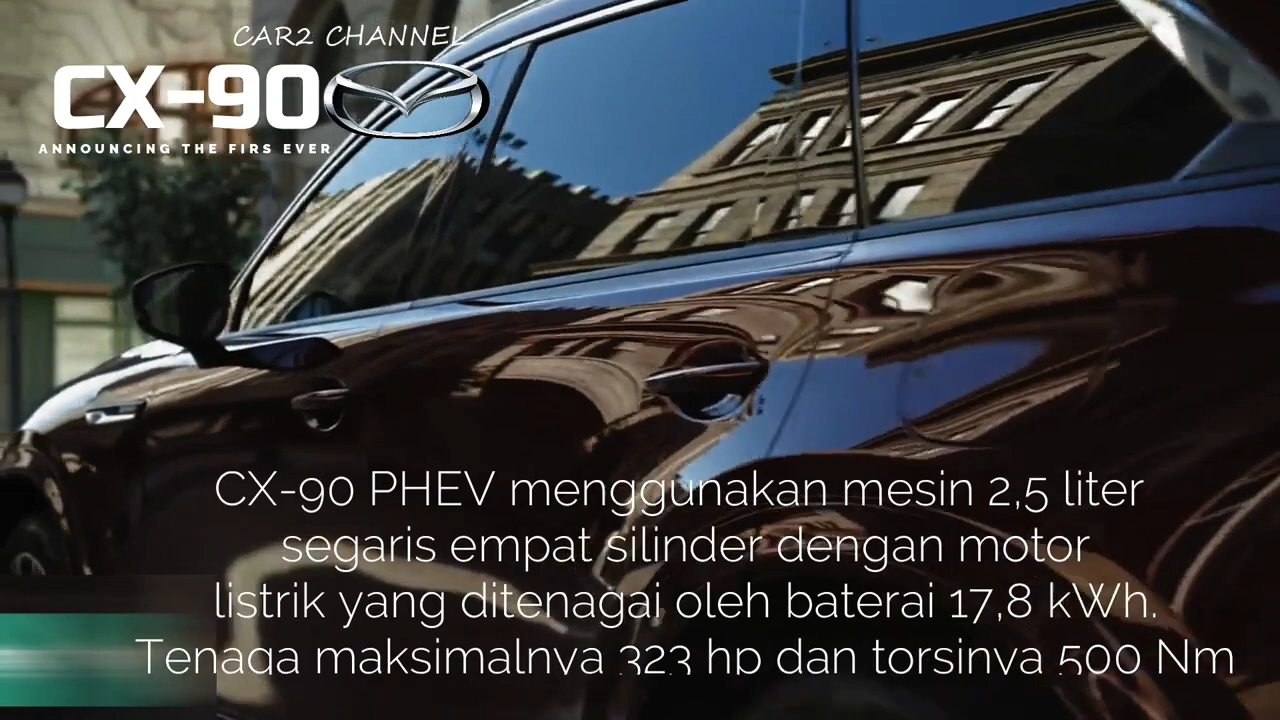 CAR2 CHANNEL
CX-90
ANNOUNCING THE FIRS EVER
CX-90 PHEV menggunakan mesin 2,5 liter
segaris empat silinder dengan motor
listrik yang ditenagai oleh baterai 17,8 kWh.
Tenaga maksimalnya 323 hp dan torsinya 500 Nm